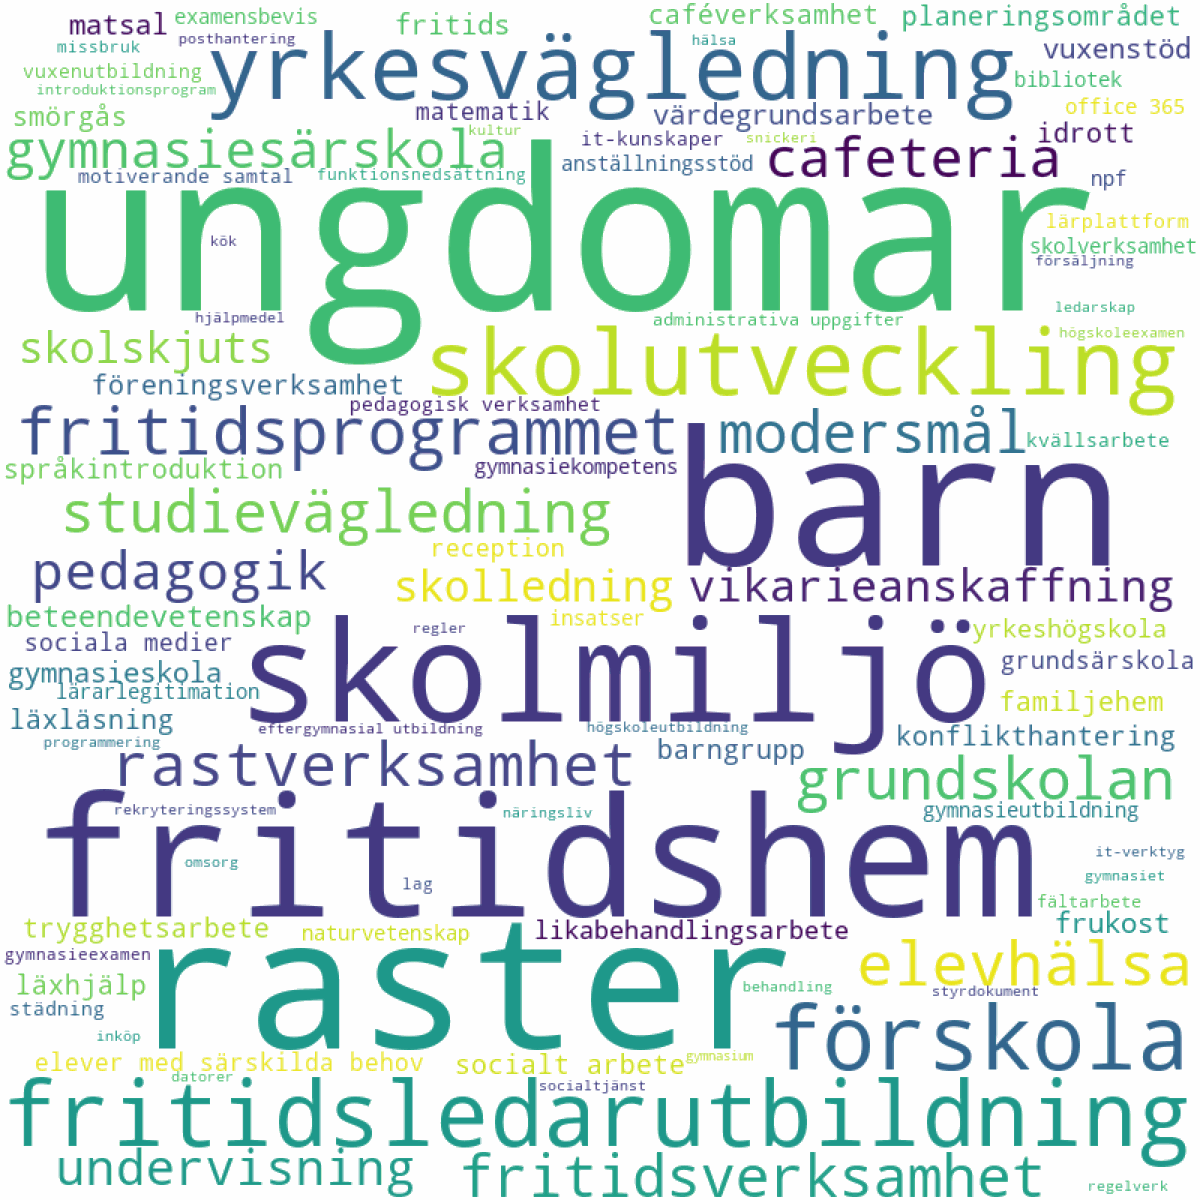 matsal
examensbevis
fritids
caféverksamhet
planeringsområdet
missbruk
posthantering
hälsa
vuxenstöd
yrkesvägledning
vuxenutbildning
introduktionsprogram
bibliotek
smörgås
matematik
värdegrundsarbete
office 365
gymnasiesärskola
kultur
it-kunskaper
snickeri
idrott
cafeteria
motiverande samtal
funktionsnedsättning
anställningsstöd
npf
ungdomar
lärplattform
kök
skolverksamhet
försäljning
hjälpmedel
administrativa uppgifter
ledarskap
högskoleexamen
skolskjuts
skolutveckling
föreningsverksamhet
pedagogisk verksamhet
fritidsprogrammet
modersmål
kvällsarbete
språkintroduktion
gymnasiekompetens
barn
studievägledning
reception
pedagogik
skolledning
vikarieanskaffning
beteendevetenskap
insatser
sociala medier
regler
yrkeshögskola
skolmiljö
grundsärskola
gymnasieskola
lärarlegitimation
familjehem
läxläsning
eftergymnasial utbildning
högskoleutbildning
konflikthantering
programmering
barngrupp
rastverksamhet
grundskolan
rekryteringssystem
näringsliv
gymnasieutbildning
fritidshem
it-verktyg
omsorg
gymnasiet
lag
fältarbete
trygghetsarbete
naturvetenskap
likabehandlingsarbete
frukost
gymnasieexamen
raster
elevhälsa
läxhjälp
behandling
styrdokument
städning
inköp
förskola
elever med särskilda behov
socialt arbete
gymnasium
datorer
socialtjänst
fritidsledarutbildning
undervisning
fritidsverksamhet
regelverk